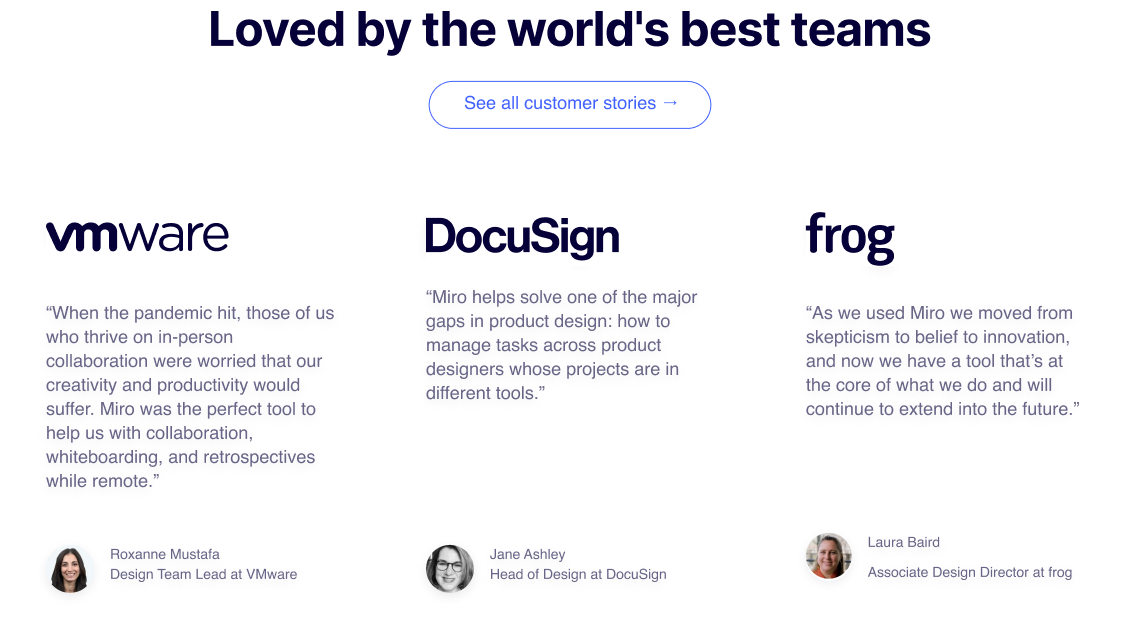 Loved by the world's best teams
See all customer stories →
vmware
“When the pandemic hit, those of us
who thrive on in-person
collaboration were worried that our
creativity and productivity would
suffer. Miro was the perfect tool to
help us with collaboration,
whiteboarding, and retrospectives
while remote.”
Roxanne Mustafa
Design Team Lead at VMware
DocuSign
“Miro helps solve one of the major
gaps in product design: how to
manage tasks across product
designers whose projects are in
different tools.”
Jane Ashley
Head of Design at DocuSign
frog
“As we used Miro we moved from
skepticism to belief to innovation,
and now we have a tool that’s at
the core of what we do and will
continue to extend into the future.”
Laura Baird
Associate Design Director at frog